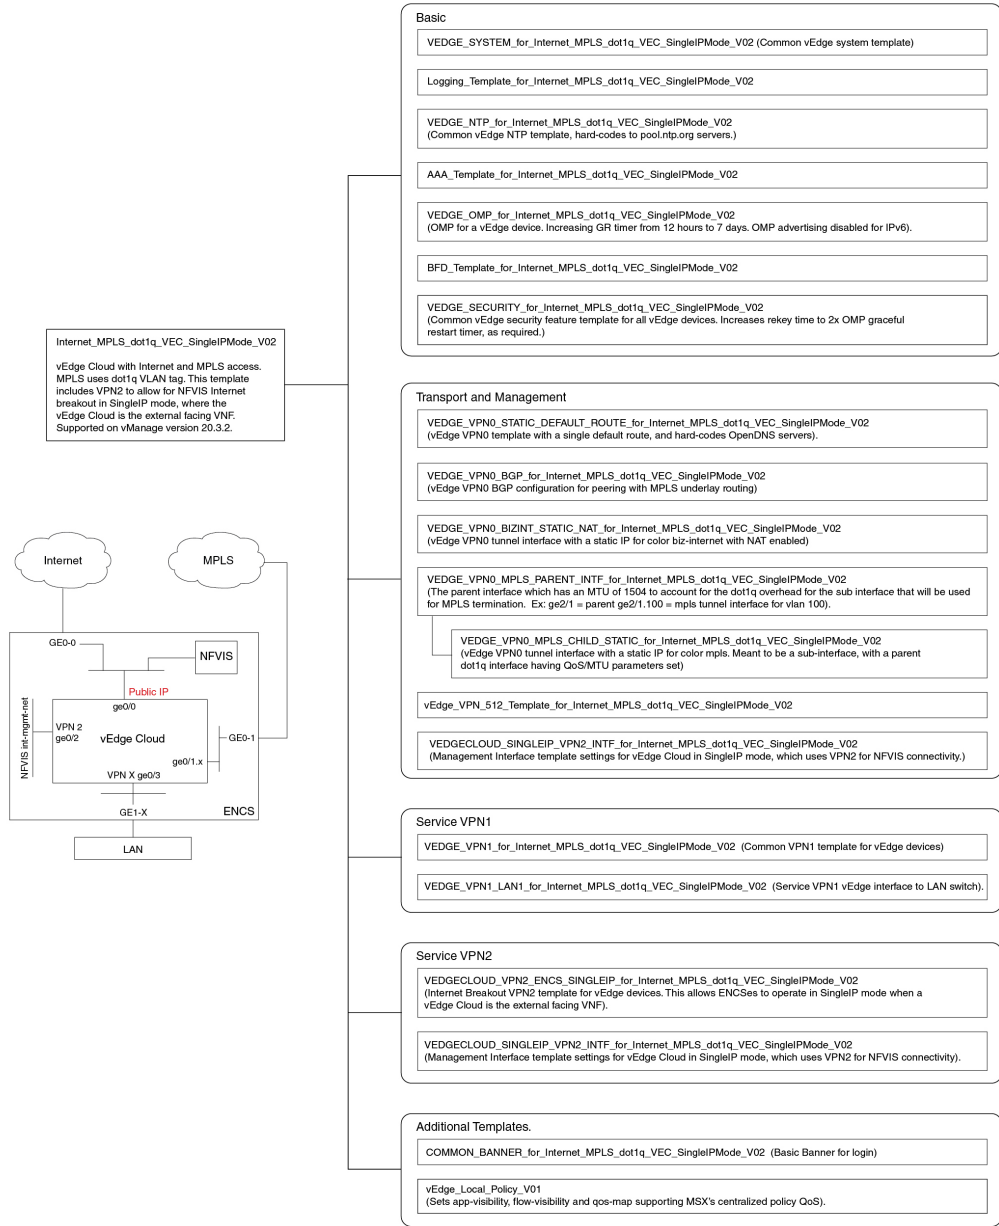 Basic
VEDGE_SYSTEM_for_Internet_MPLS_dot1q_VEC_SingleIPMode_V02 (Common vEdge system template)
Logging_Template_for_Internet_MPLS_dot1q_VEC_SingleIPMode_V02
VEDGE_NTP_for_Internet_MPLS_dot1q_VEC_SingleIPMode_V02
(Common vEdge NTP template, hard-codes to pool.ntp.org servers.)
AAA_Template_for_Internet_MPLS_dot1q_VEC_SingleIPMode_V02
VEDGE_OMP_for_Internet_MPLS_dot1q_VEC_SingleIPMode_V02
(OMP for a vEdge device. Increasing GR timer from 12 hours to 7 days. OMP advertising disabled for IPv6).
BFD_Template_for_Internet_MPLS_dot1q_VEC_SingleIPMode_V02
VEDGE_SECURITY_for_Internet_MPLS_dot1q_VEC_SingleIPMode_V02
(Common vEdge security feature template for all vEdge devices. Increases rekey time to 2x OMP graceful
restart timer, as required.)
Internet_MPLS_dot1q_VEC_SingleIPMode_V02
vEdge Cloud with Internet and MPLS access.
MPLS uses dot1q VLAN tag. This template
includes VPN2 to allow for NFVIS Internet
breakout in SingleIP mode, where the
vEdge Cloud is the external facing VNF.
Supported on vManage version 20.3.2.
Transport and Management
VEDGE_VPN0_STATIC_DEFAULT_ROUTE_for_Internet_MPLS_dot1q_VEC_SingleIPMode_V02
(vEdge VPN0 template with a single default route, and hard-codes OpenDNS servers).
VEDGE_VPN0_BGP_for_Internet_MPLS_dot1q_VEC_SingleIPMode_V02
(vEdge VPN0 BGP configuration for peering with MPLS underlay routing)
VEDGE_VPN0_BIZINT_STATIC_NAT_for_Internet_MPLS_dot1q_VEC_SingleIPMode_V02
(vEdge VPN0 tunnel interface with a static IP for color biz-internet with NAT enabled)
VEDGE_VPN0_MPLS_PARENT_INTF_for_Internet_MPLS_dot1q_VEC_SingleIPMode_V02
(The parent interface which has an MTU of 1504 to account for the dot1q overhead for the sub interface that will be used
for MPLS termination.  Ex: ge2/1 = parent ge2/1.100 = mpls tunnel interface for vlan 100).
VEDGE_VPN0_MPLS_CHILD_STATIC_for_Internet_MPLS_dot1q_VEC_SingleIPMode_V02
(vEdge VPN0 tunnel interface with a static IP for color mpls. Meant to be a sub-interface, with a parent
dot1q interface having QoS/MTU parameters set)
vEdge_VPN_512_Template_for_Internet_MPLS_dot1q_VEC_SingleIPMode_V02
VEDGECLOUD_SINGLEIP_VPN2_INTF_for_Internet_MPLS_dot1q_VEC_SingleIPMode_V02
(Management Interface template settings for vEdge Cloud in SingleIP mode, which uses VPN2 for NFVIS connectivity.)
Internet
MPLS
GE0-0
NFVIS
Public IP
ge0/0
NFVIS int-mgmt-net
VPN 2
ge0/2
vEdge Cloud
GE0-1
ge0/1.x
VPN X ge0/3
GE1-X
ENCS
LAN
Service VPN1
VEDGE_VPN1_for_Internet_MPLS_dot1q_VEC_SingleIPMode_V02  (Common VPN1 template for vEdge devices)
VEDGE_VPN1_LAN1_for_Internet_MPLS_dot1q_VEC_SingleIPMode_V02  (Service VPN1 vEdge interface to LAN switch).
Service VPN2
VEDGECLOUD_VPN2_ENCS_SINGLEIP_for_Internet_MPLS_dot1q_VEC_SingleIPMode_V02
(Internet Breakout VPN2 template for vEdge devices. This allows ENCSes to operate in SingleIP mode when a
vEdge Cloud is the external facing VNF).
VEDGECLOUD_SINGLEIP_VPN2_INTF_for_Internet_MPLS_dot1q_VEC_SingleIPMode_V02
(Management Interface template settings for vEdge Cloud in SingleIP mode, which uses VPN2 for NFVIS connectivity).
Additional Templates.
COMMON_BANNER_for_Internet_MPLS_dot1q_VEC_SingleIPMode_V02  (Basic Banner for login)
vEdge_Local_Policy_V01
(Sets app-visibility, flow-visibility and qos-map supporting MSX's centralized policy QoS).